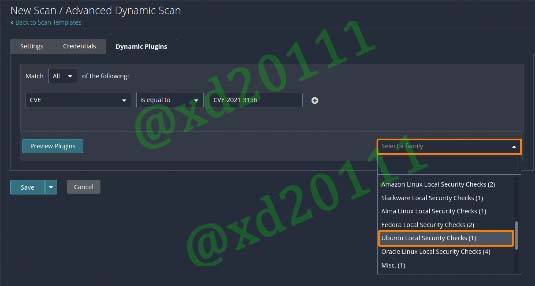 New Scan / Advanced Dynamic Scan
< Back to Scan Templates
Settings Credentials Dynamic Plugins
Match All of the following:
CVE is equal to CVE-2021-3156
Preview Plugins Select a family
Amazon Linux Local Security Checks (2)
Slackware Local Security Checks (1)
Alma Linux Local Security Checks (1)
Fedora Local Security Checks (2)
Ubuntu Local Security Checks (1)
Oracle Linux Local Security Checks (4)
Misc. (1)
Save Cancel
@xd20111
@xd20111